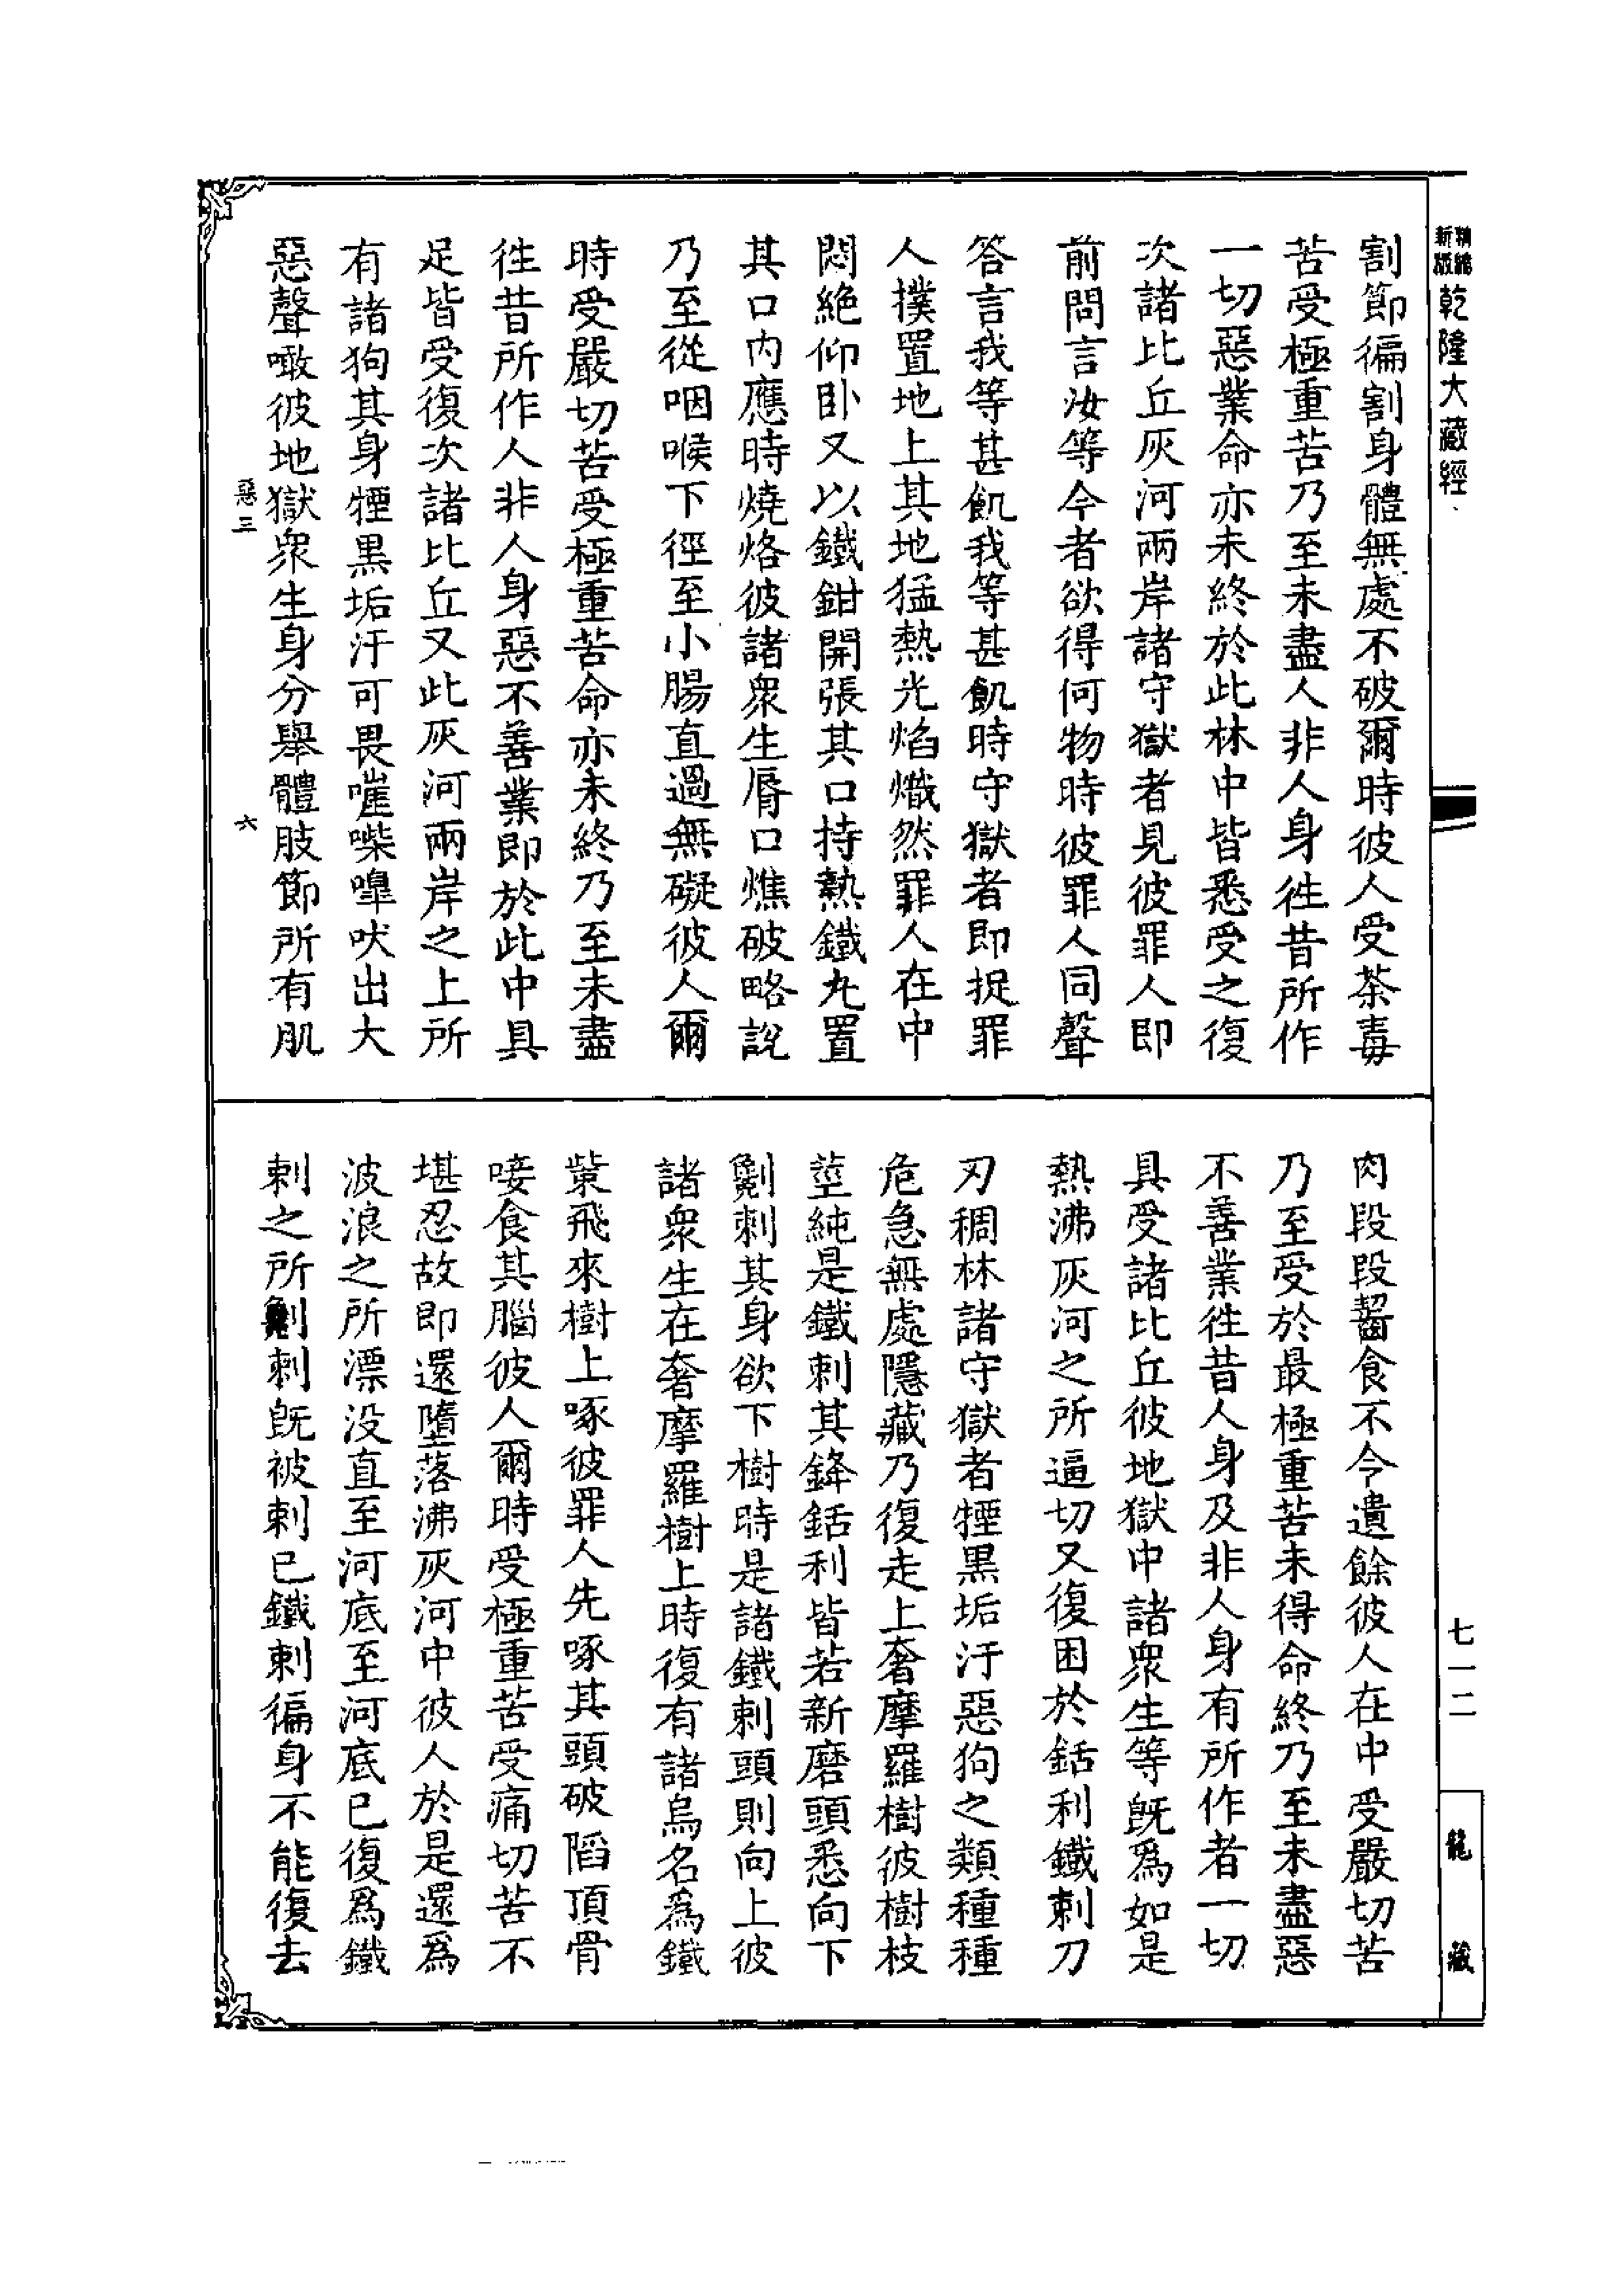 精縮
新版
乾隆大藏經
割節徧割身體無處不破爾時彼人受荼毒
苦受極重苦乃至未盡人非人身徃昔所作
一切惡業命亦未終於此林中皆悉受之復
次諸比丘灰河兩岸諸守獄者見彼罪人即
前問言汝等今者欲得何物時彼罪人同聲
答言我等甚飢我等甚飢時守獄者即捉罪
人撲置地上其地猛熱光焰熾然罪人在中
悶絕仰卧又以鐵鉗開張其口持熱鐵丸置
其口內應時燒烙彼諸衆生脣口燋破略說
乃至從咽喉下徑至小腸直過無礙彼人爾
時受嚴切苦受極重苦命亦未終乃至未盡
徃昔所作人非人身惡不善業即於此中具
足皆受復次諸比丘又此灰河兩岸之上所
有諸狗其身㹻黑垢汙可畏嘊喍嘷吠出大
惡聲噉彼地獄衆生身分舉體肢節所有肌
惡三
六
肉段段齧食不令遺餘彼人在中受嚴切苦
乃至受於最極重苦未得命終乃至未盡惡
不善業徃昔人身及非人身有所作者一切
具受諸比丘彼地獄中諸衆生等旣爲如是
熱沸灰河之所逼切又復困於銛利鐵刺刀
刃稠林諸守獄者㹻黑垢汙惡狗之類種種
危急無處隱藏乃復走上奢摩羅樹彼樹枝
莖純是鐵刺其鋒銛利皆若新磨頭悉向下
劖刺其身欲下樹時是諸鐵刺頭則向上彼
諸衆生在奢摩羅樹上時復有諸烏名爲鐵
觜飛來樹上啄彼罪人先啄其頭破䧟頂骨
唼食其腦彼人爾時受極重苦受痛切苦不
堪忍故即還墮落沸灰河中彼人於是還爲
波浪之所漂没直至河底至河底已復爲鐵
刺之所劖刺旣被刺已鐵刺徧身不能復去
七一二
龍藏